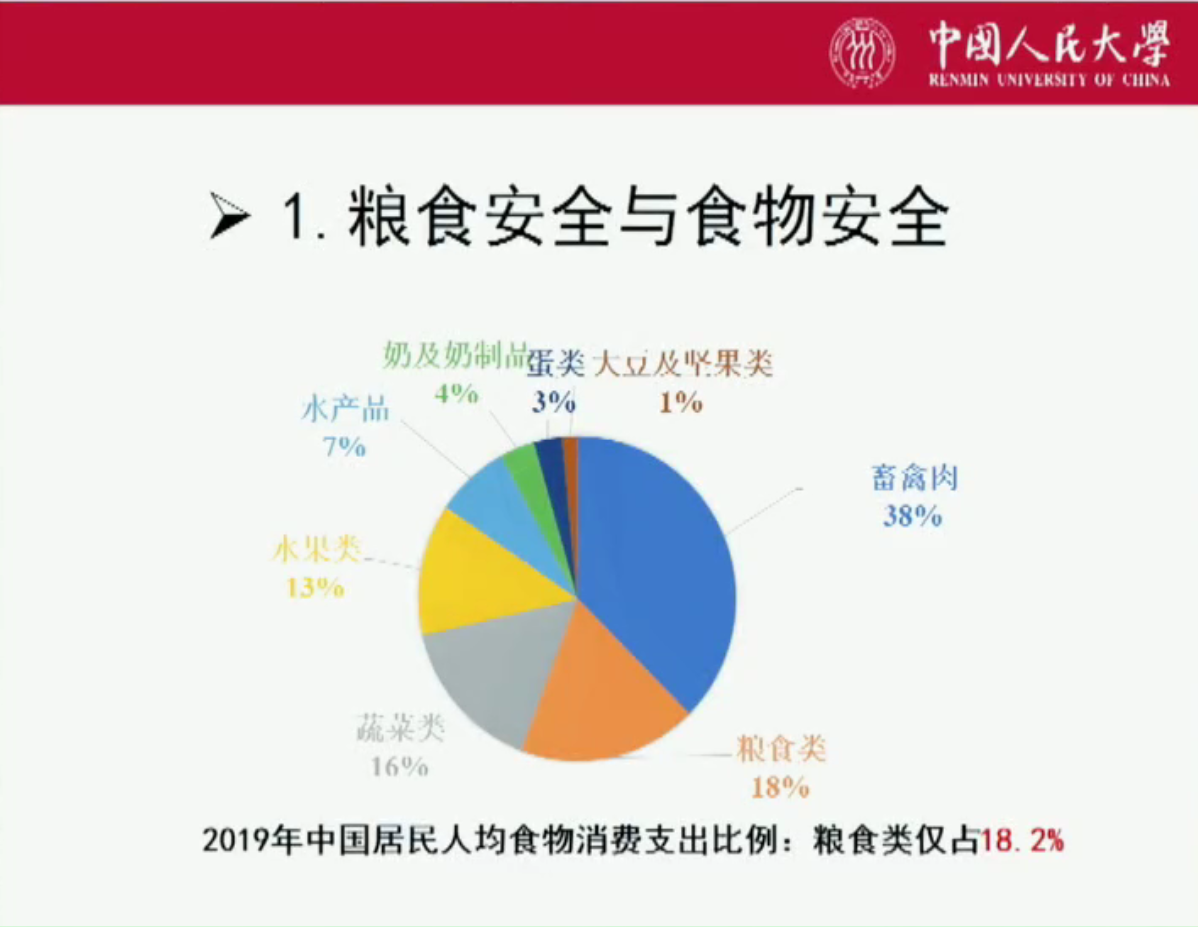 中國人民大學
RENMIN UNIVERSITY OF CHINA
1.粮食安全与食物安全
奶及奶制品
4%
蛋类
3%
大豆及坚果类
1%
水产品
7%
畜禽肉
38%
水果类
13%
蔬菜类
16%
粮食类
18%
2019年中国居民人均食物消费支出比例：粮食类仅占18.2%